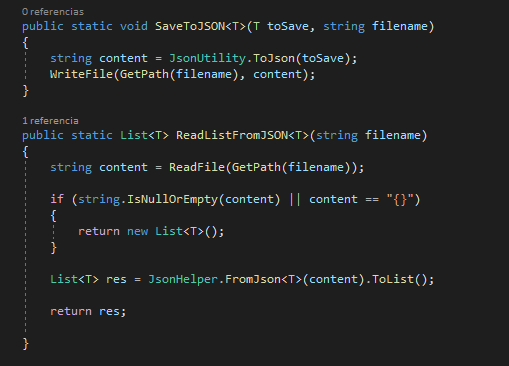 0 referencias
public static void SaveToJSON<T>(T toSave, string filename)
{
string content = JsonUtility.ToJson(toSave);
WriteFile(GetPath(filename), content);
}
1 referencia
public static List<T> ReadListFromJSON<T>(string filename)
{
string content = ReadFile(GetPath(filename));
if (string.IsNullOrEmpty(content) || content == "{}")
{
return new List<T>();
}
List<T> res = JsonHelper.FromJson<T>(content).ToList();
return res;
}